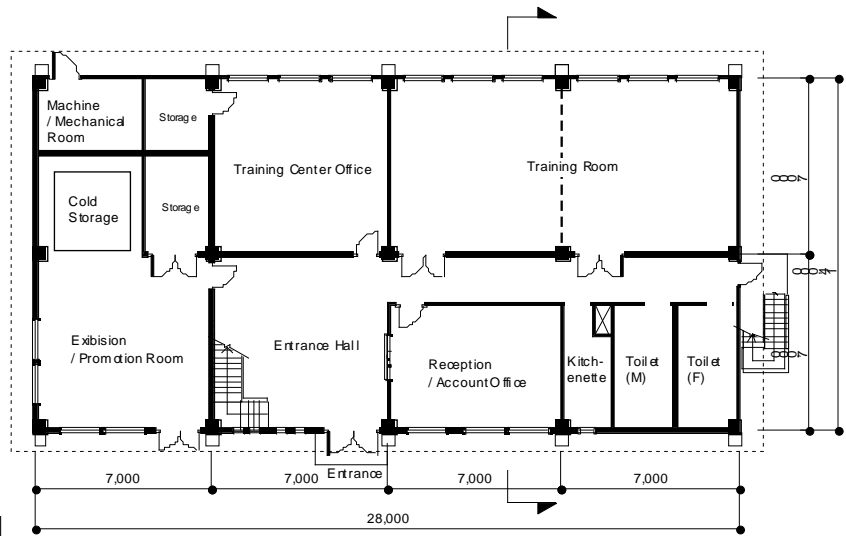 Machine
/ Mechanical
Room
Storage
Training Center Office
Training Room
Cold
Storage
Storage
Exibision
/ Promotion Room
Entrance Hall
Reception
/ Account Office
Kitch-
enette
Toilet
(M)
Toilet
(F)
Entrance
7,000
7,000
7,000
7,000
28,000